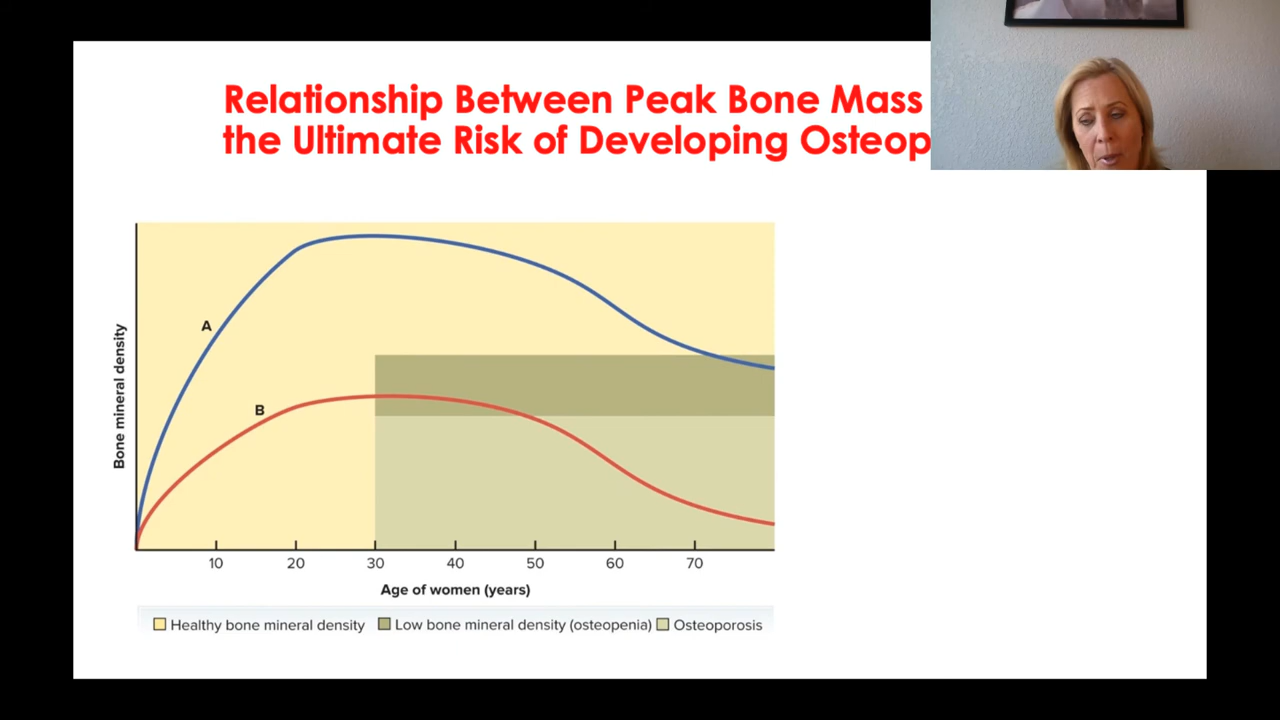 Relationship Between Peak Bone Mass
the Ultimate Risk of Developing
A
B
Bone mineral density
10 20 30 40 50 60 70
Age of women (years)
Healthy bone mineral density Low bone mineral density (osteopenia) Osteoporosis